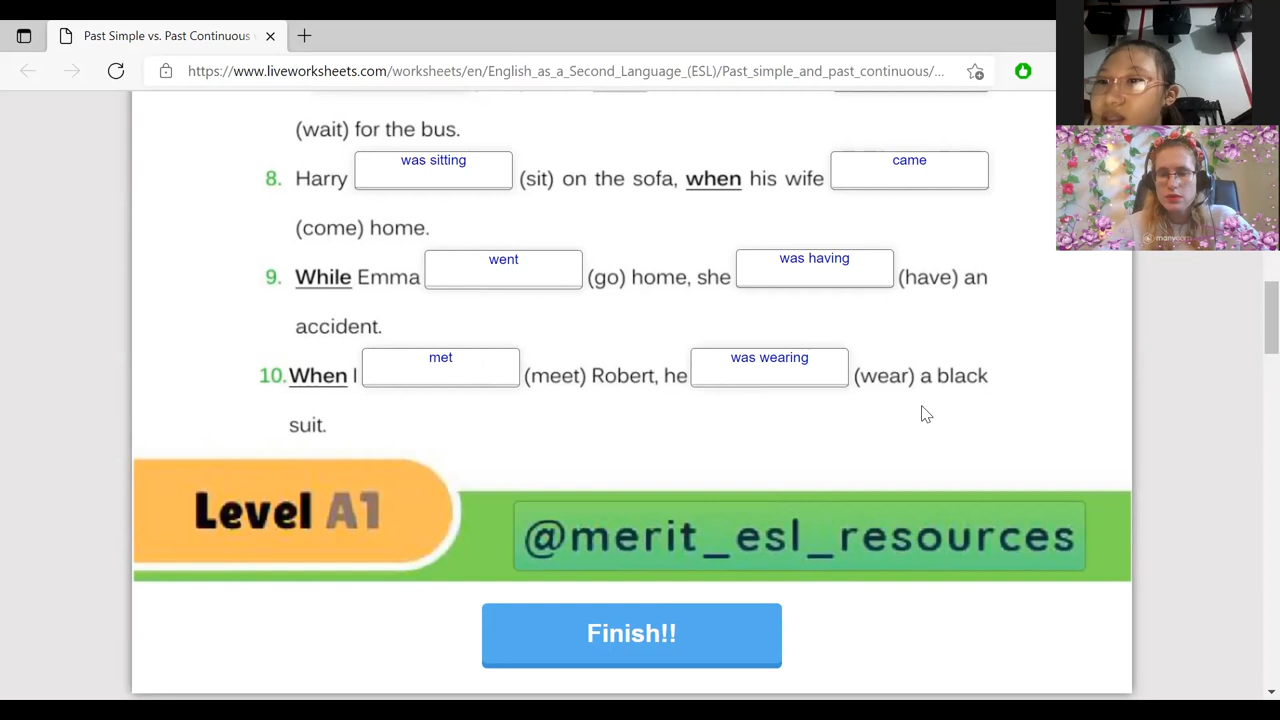 Past Simple vs. Past Continuous
https://www.liveworksheets.com/worksheets/en/English_as_a_Second_Language_(ESL)/Past_simple_and_past_continuous/...
(wait) for the bus.
8. Harry was sitting (sit) on the sofa, when his wife came
(come) home.
9. While Emma went (go) home, she was having (have) an
accident.
10. When I met (meet) Robert, he was wearing (wear) a black
suit.
Level A1
@merit_esl_resources
Finish!!
manycam